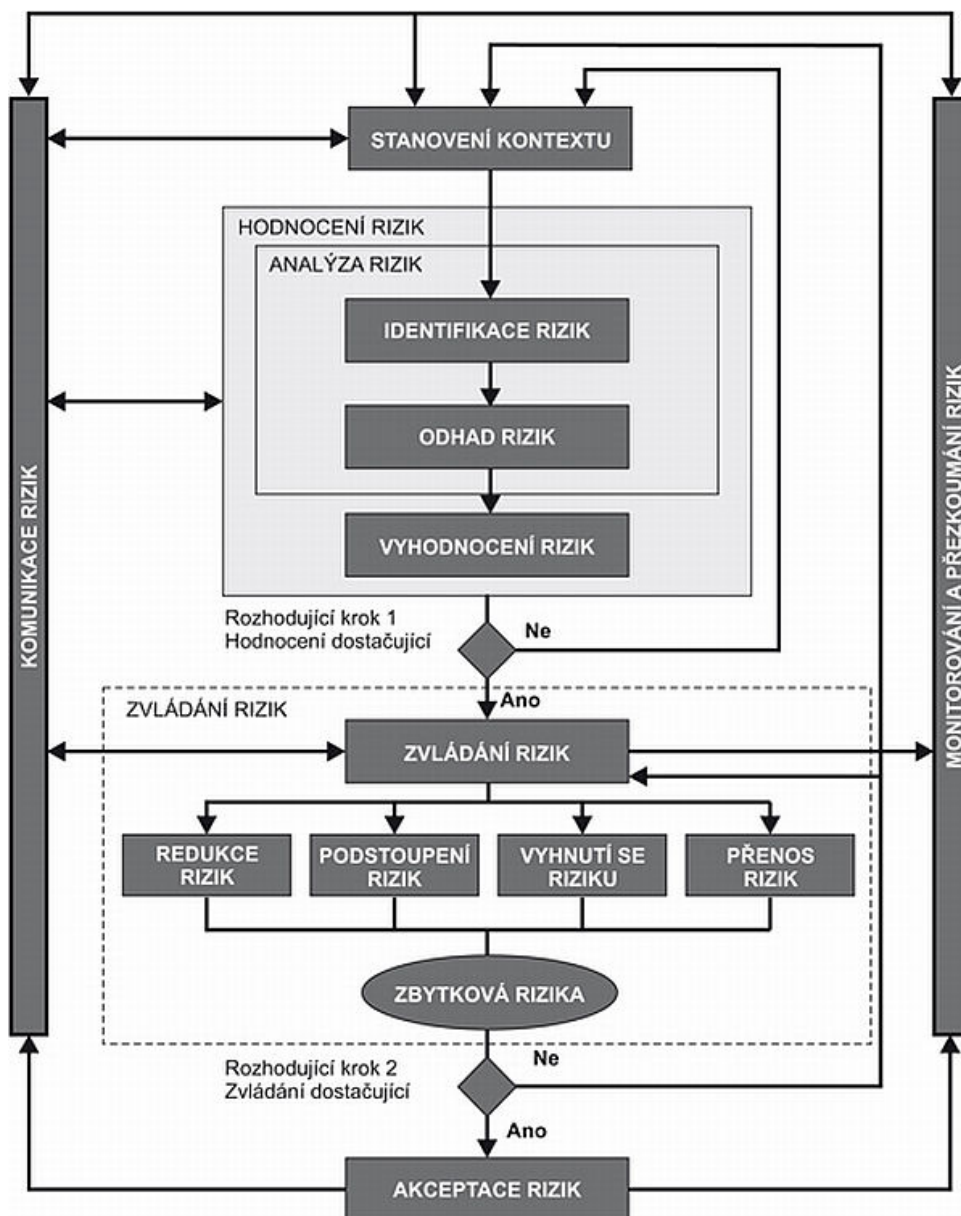 STANOVENÍ KONTEXTU
HODNOCENÍ RIZIK
ANALÝZA RIZIK
IDENTIFIKACE RIZIK
ODHAD RIZIK
VYHODNOCENÍ RIZIK
KOMUNIKACE RIZIK
MONITOROVÁNÍ A PŘEZKOUMÁNÍ RIZIK
Rozhodující krok 1
Hodnocení dostačující
Ne
Ano
ZVLÁDÁNÍ RIZIK
ZVLÁDÁNÍ RIZIK
REDUKCE
RIZIK
PODSTOUPENÍ
RIZIK
VYHNUTÍ SE
RIZIKU
PŘENOS
RIZIK
ZBYTKOVÁ RIZIKA
Rozhodující krok 2
Zvládání dostačující
Ne
Ano
AKCEPTACE RIZIK